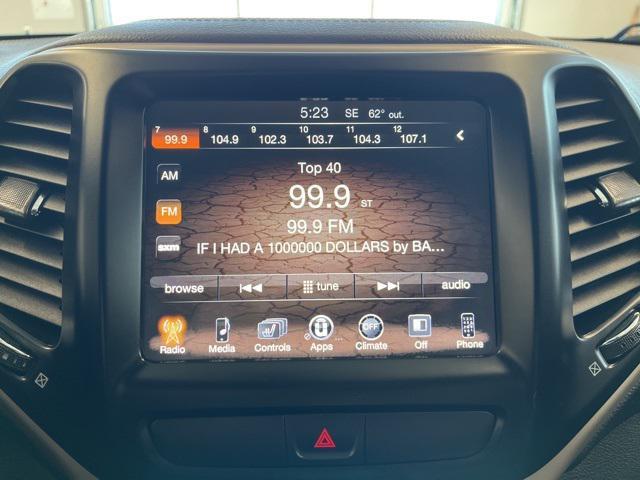 5:23 SE 62° out.
7 99.9 8 104.9 9 102.3 10 103.7 11 104.3 12 107.1
AM
Top 40
99.9 ST
FM
99.9 FM
sxm
IF I HAD A 1000000 DOLLARS by BA...
browse tune audio
OFF
Radio Media Controls Apps ... Climate Off Phone